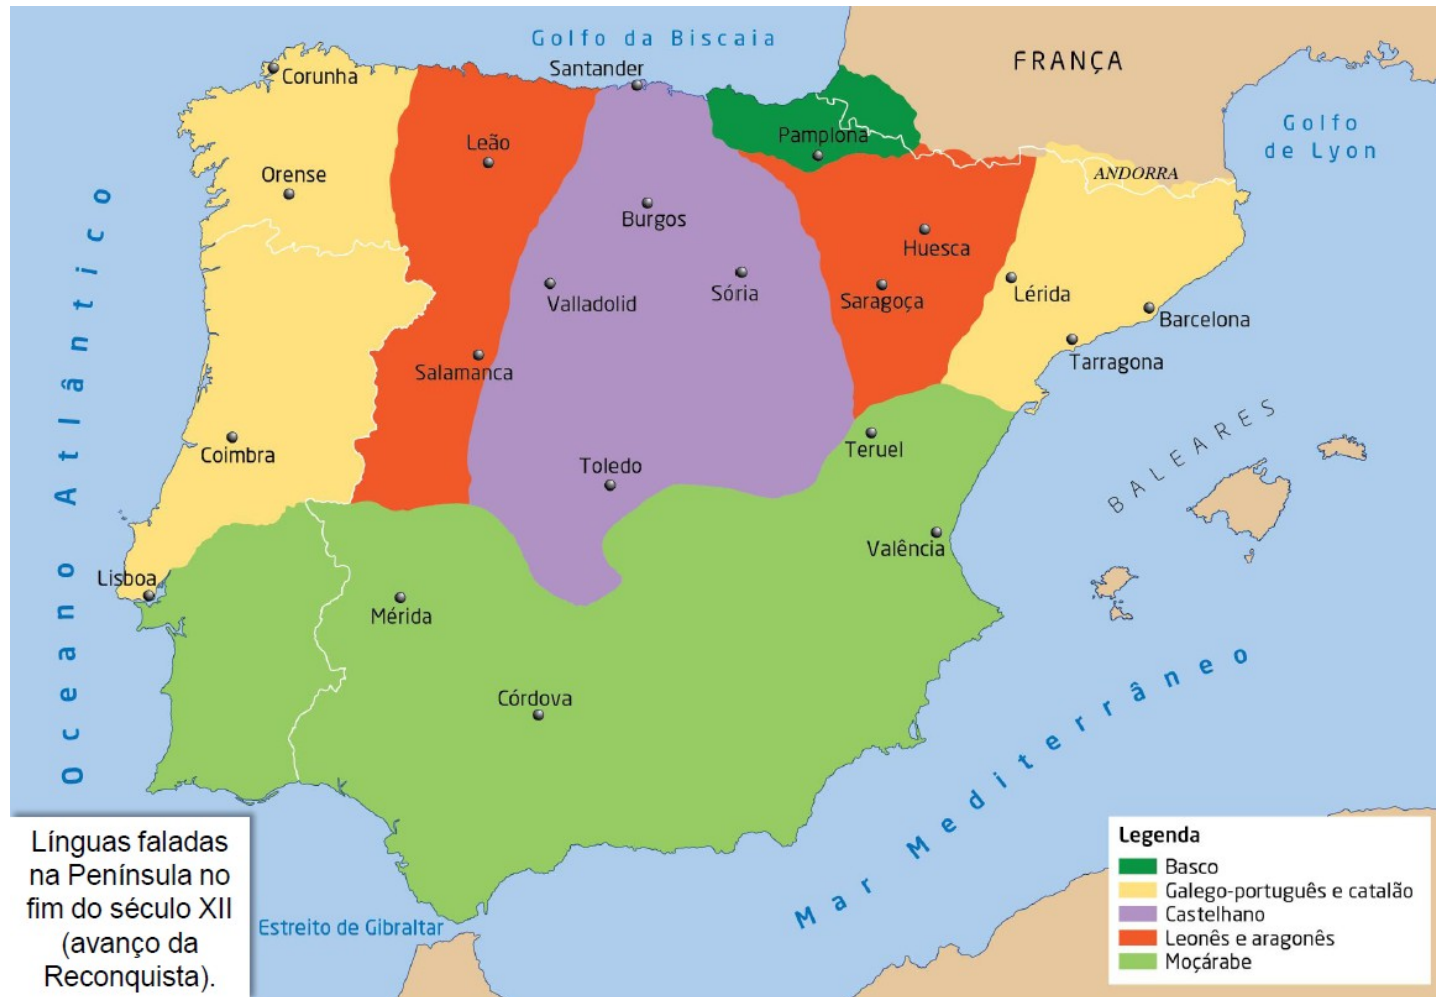 Golfo da Biscaia
Santander
FRANÇA
Corunha
Golfo
de Lyon
Pamplona
Leão
ANDORRA
Orense
Burgos
Huesca
Sória
Valladolid
Saragoça
Lérida
Barcelona
Tarragona
Salamanca
Oceano Atlântico
Coimbra
Teruel
Toledo
BALEARES
Valência
Lisboa
Mérida
Córdova
Mar Mediterrâneo
Estreito de Gibraltar
Línguas faladas
na Península no
fim do século XII
(avanço da
Reconquista).
Legenda
Basco
Galego-português e catalão
Castelhano
Leonês e aragonês
Moçárabe